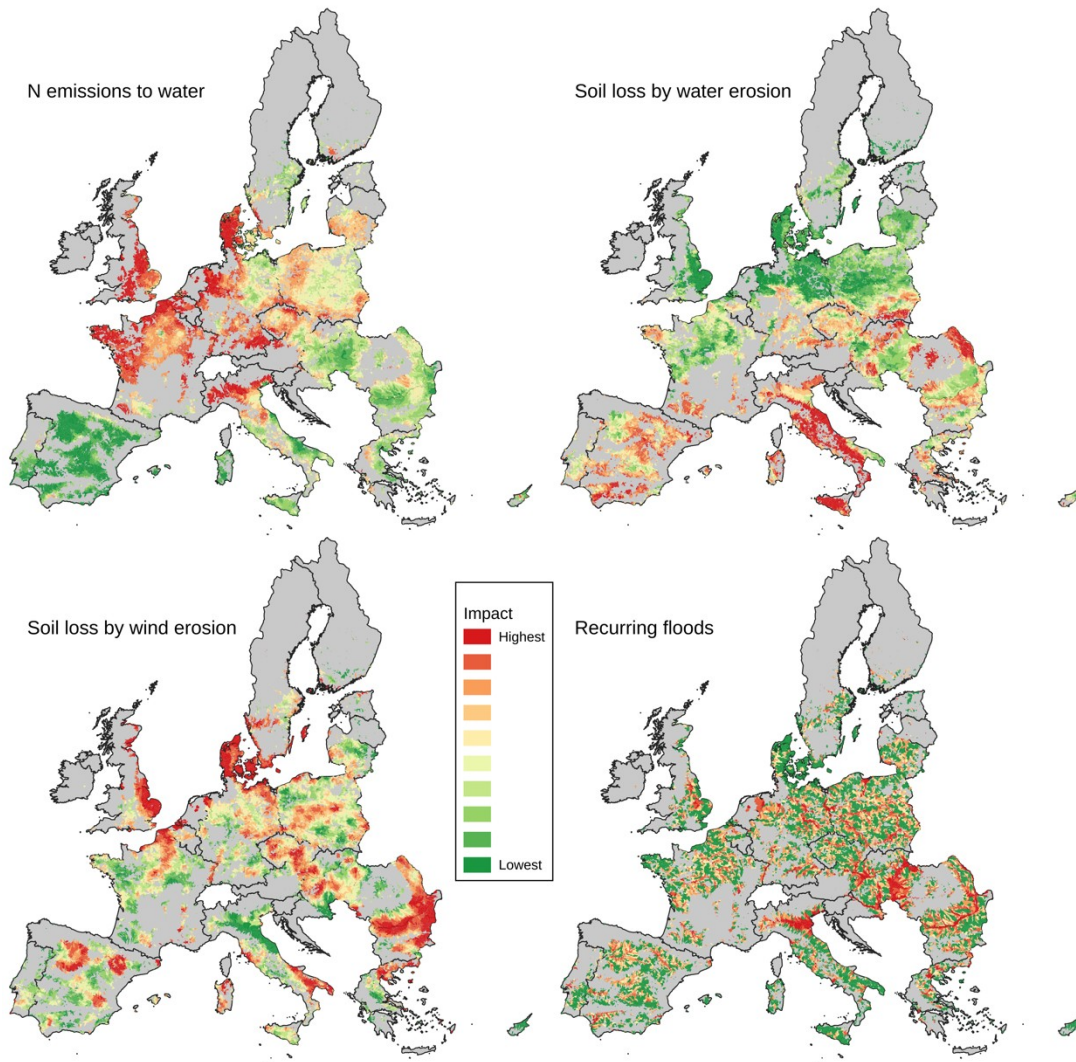 N emissions to water
Soil loss by water erosion
Soil loss by wind erosion
Impact
Highest
Lowest
Recurring floods